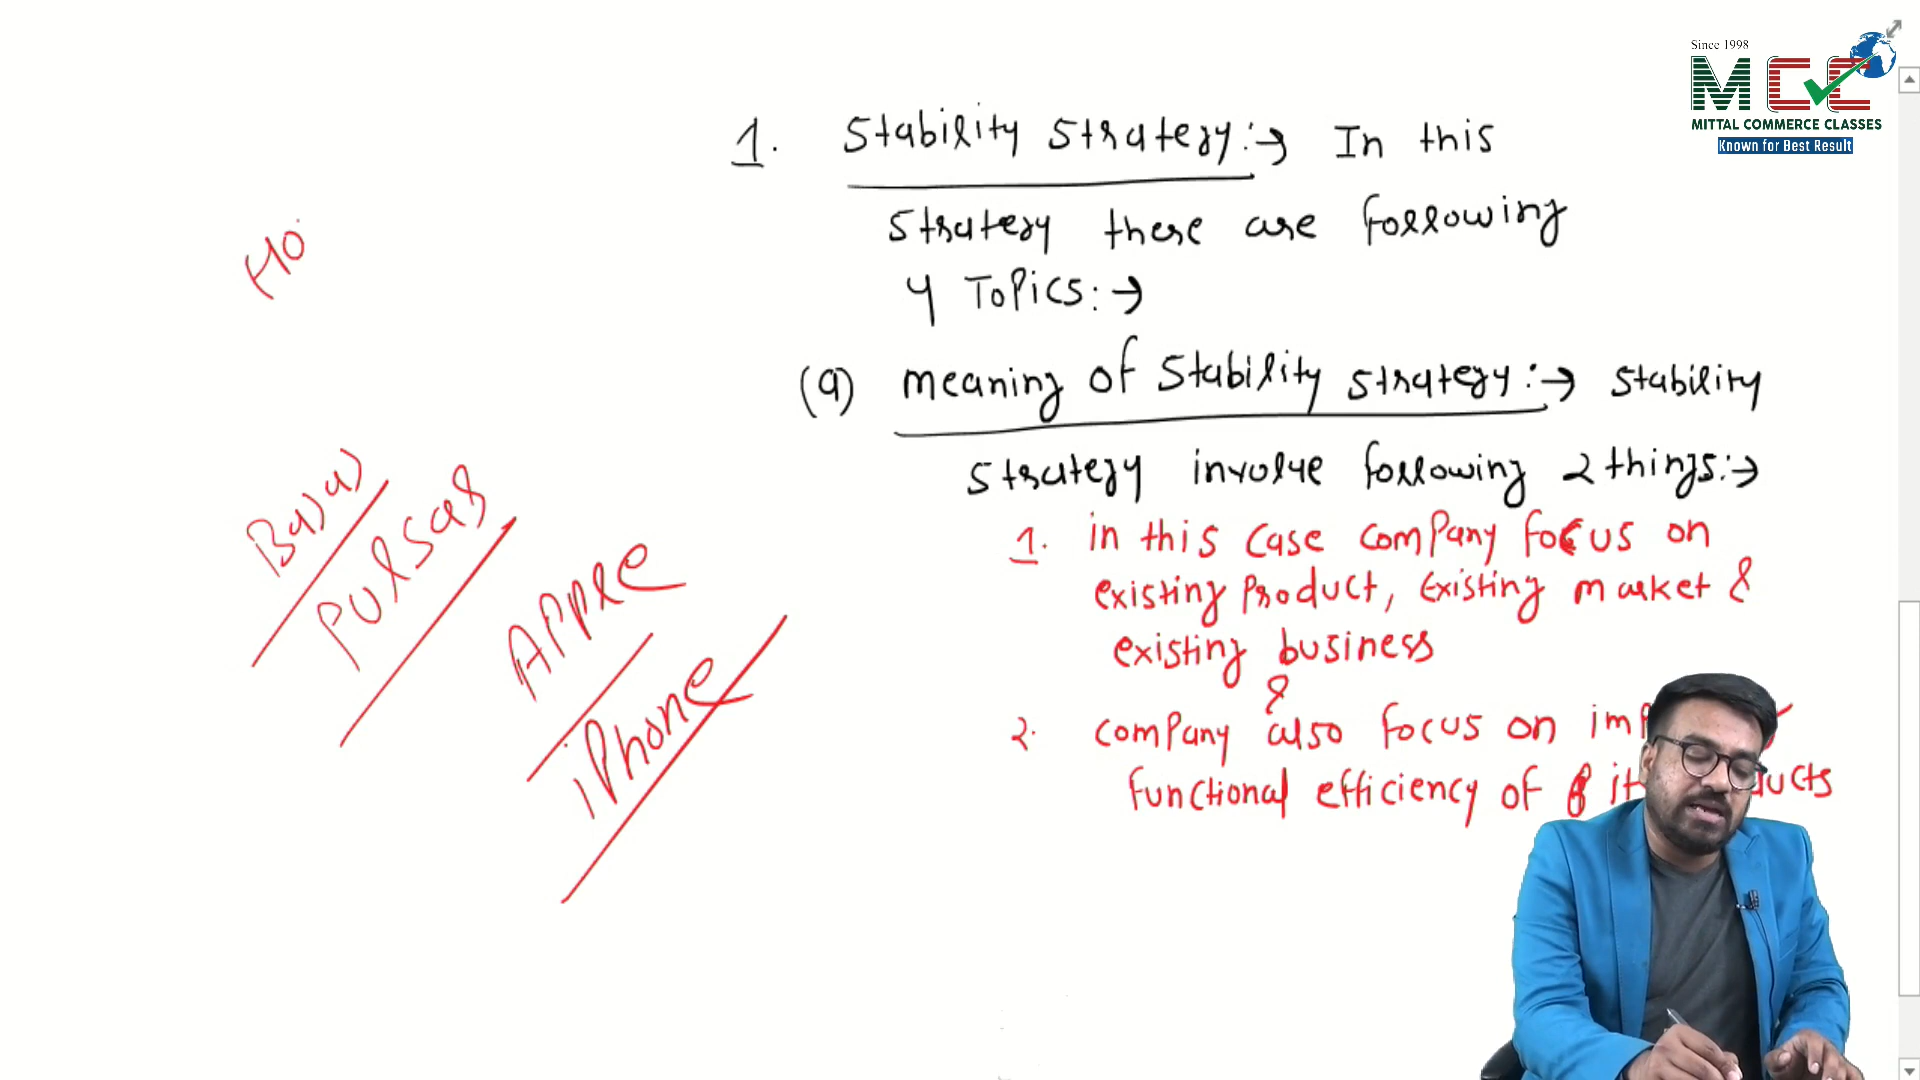 Since 1998
MCC
MITTAL COMMERCE CLASSES
Known for Best Result
1. Stability Strategy:→ In this
Strategy there are following
4 Topics:→
(a) meaning of Stability Strategy:→ Stability
Strategy involve following 2 things:→
1. in this case company focus on
existing product, existing market &
existing business
&
2. company also focus on
functional efficiency of
Ho
Bajaj
Pulsar
Apple
iPhone